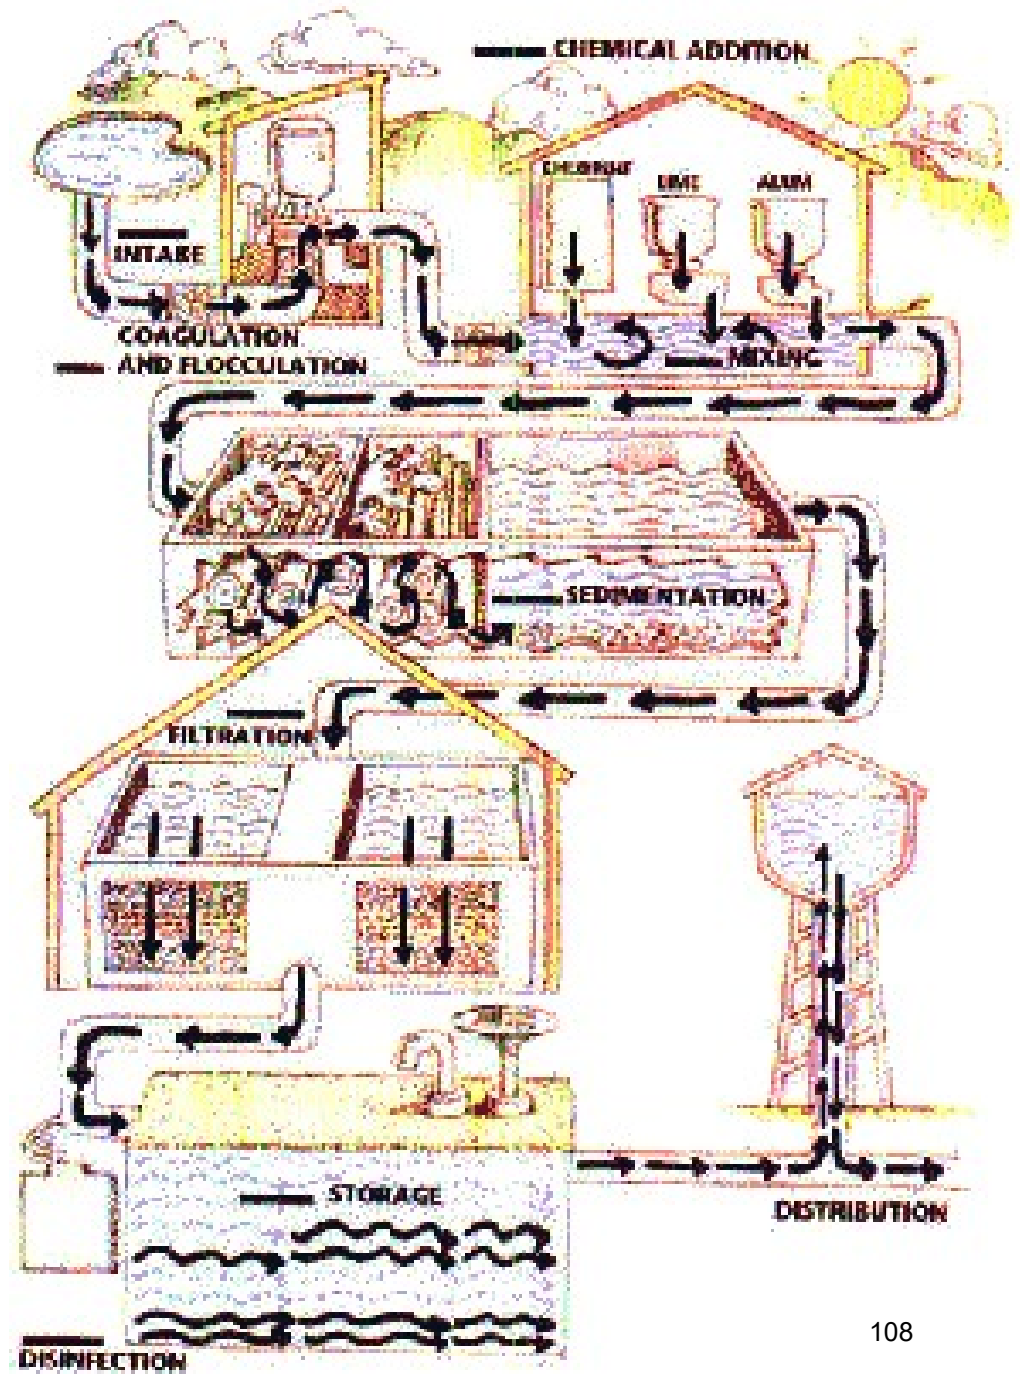 CHEMICAL ADDITION
LIME
ALUM
INTAKE
COAGULATION
AND FLOCCULATION
MIXING
SEDIMENTATION
FILTRATION
STORAGE
DISTRIBUTION
DISINFECTION
108